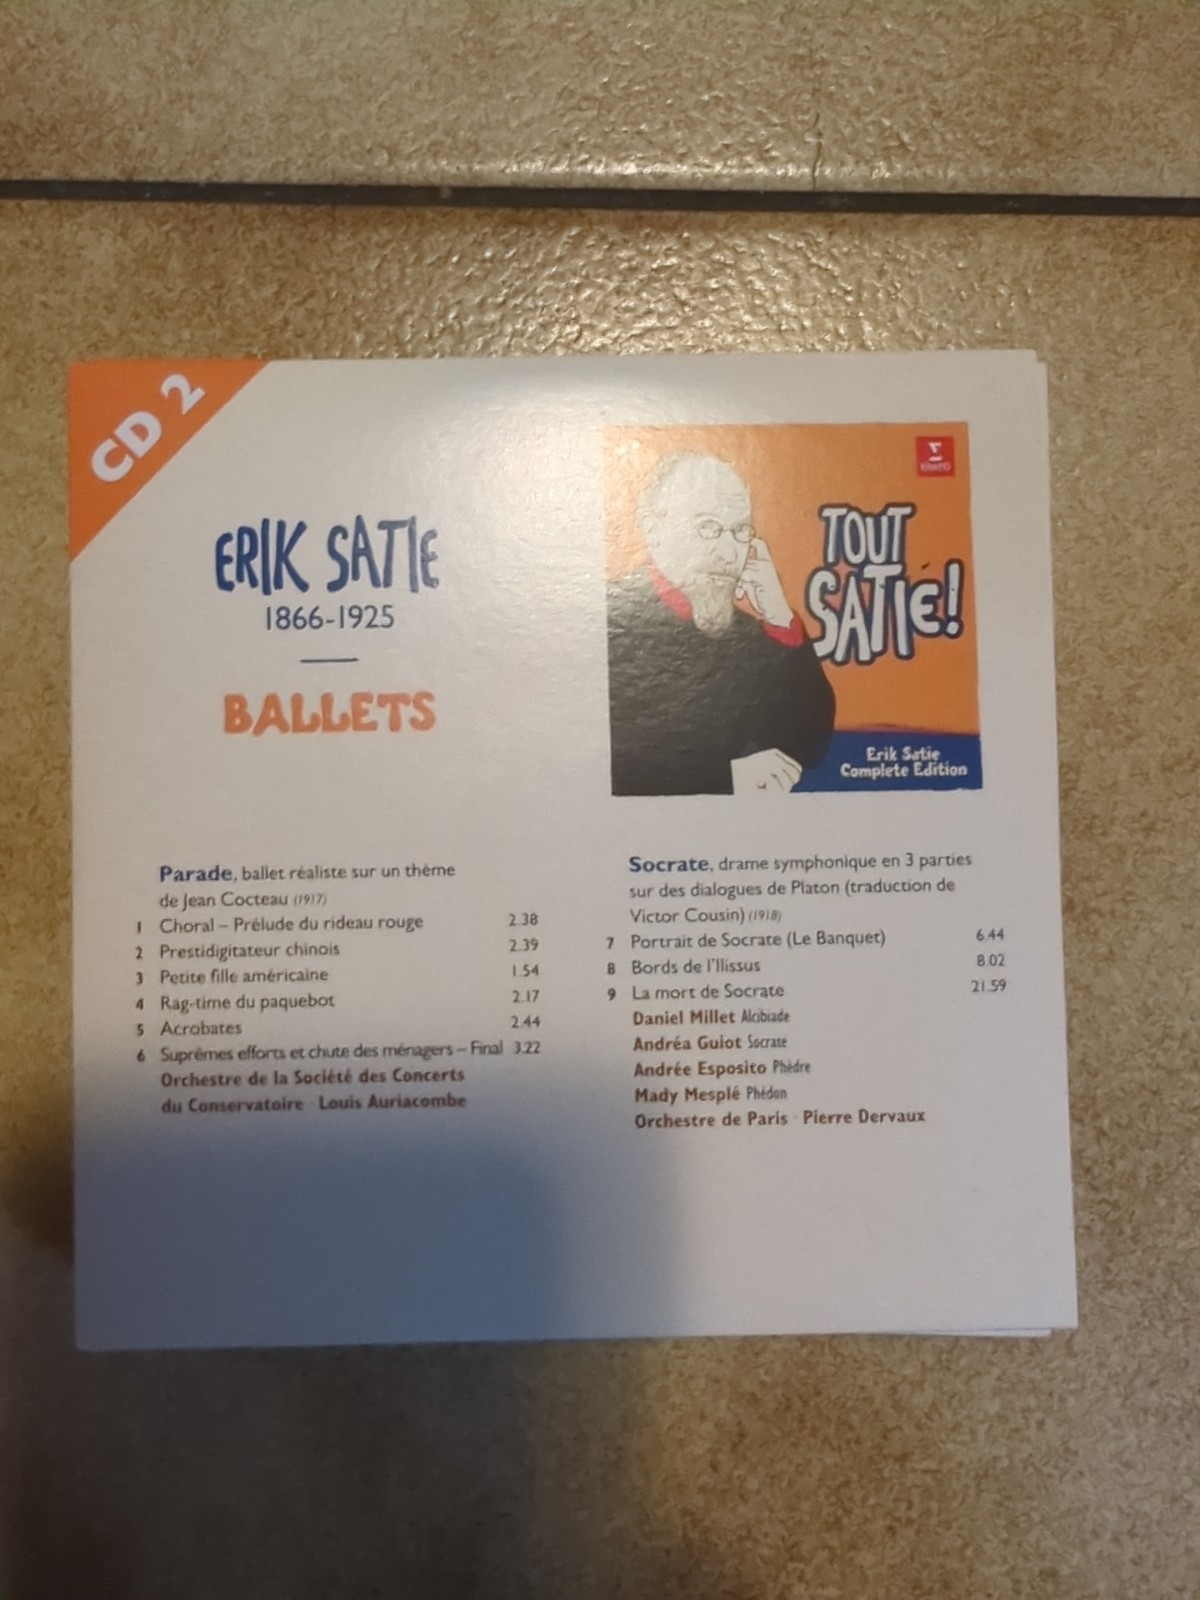 CD 2
ERIK SATIE
1866-1925
BALLETS
ERATO
TOUT
SATIE!
Erik Satie
Complete Edition
Parade, ballet réaliste sur un thème
de Jean Cocteau (1917)
1 Choral – Prélude du rideau rouge 2.38
2 Prestidigitateur chinois 2.39
3 Petite fille américaine 1.54
4 Rag-time du paquebot 2.17
5 Acrobates 2.44
6 Suprêmes efforts et chute des ménagers – Final 3.22
Orchestre de la Société des Concerts
du Conservatoire · Louis Auriacombe
Socrate, drame symphonique en 3 parties
sur des dialogues de Platon (traduction de
Victor Cousin) (1918)
7 Portrait de Socrate (Le Banquet) 6.44
8 Bords de l'Ilissus 8.02
9 La mort de Socrate 21.59
Daniel Millet Alcibiade
Andréa Guiot Socrate
Andrée Esposito Phèdre
Mady Mesplé Phédon
Orchestre de Paris · Pierre Dervaux